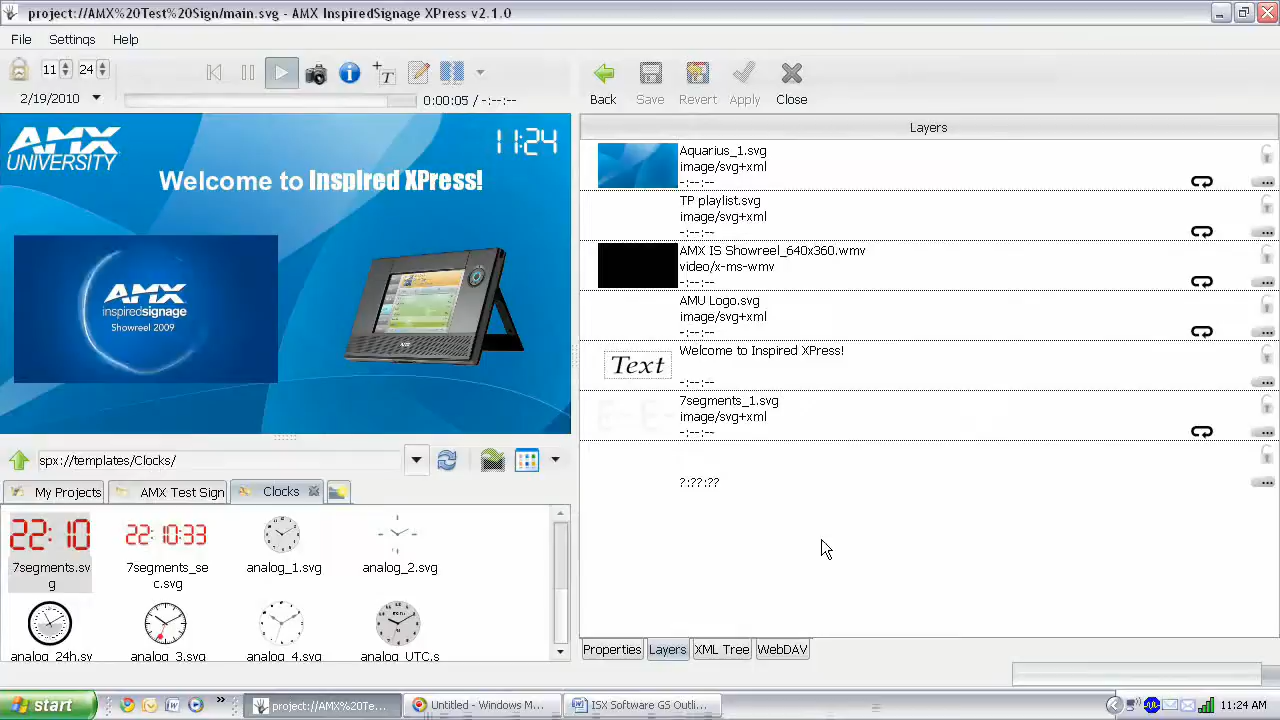 project://AMX%20Test%20Sign/main.svg - AMX InspiredSignage XPress v2.1.0
File Settings Help
11 24
2/19/2010
0:00:05 / -:--:--
Back Save Revert Apply Close
AMX
UNIVERSITY
11:24
Welcome to Inspired XPress!
AMX
inspiredsignage
Showreel 2009
Layers
Aquarius_1.svg
image/svg+xml
-:--:--
TP playlist.svg
image/svg+xml
-:--:--
AMX IS Showreel_640x360.wmv
video/x-ms-wmv
-:--:--
AMU Logo.svg
image/svg+xml
-:--:--
Text
Welcome to Inspired XPress!
-:--:--
7segments_1.svg
image/svg+xml
-:--:--
?:??:??
spx://templates/Clocks/
My Projects AMX Test Sign Clocks
22:10
7segments.sv
g
22:10:33
7segments_se
c.svg
analog_1.svg
analog_2.svg
analog_24h.sv
analog_3.svg
analog_4.svg
analog_UTC.s
Properties Layers XML Tree WebDAV
start
project://AMX%20Te...
Untitled - Windows M...
ISX Software GS Outli...
11:24 AM